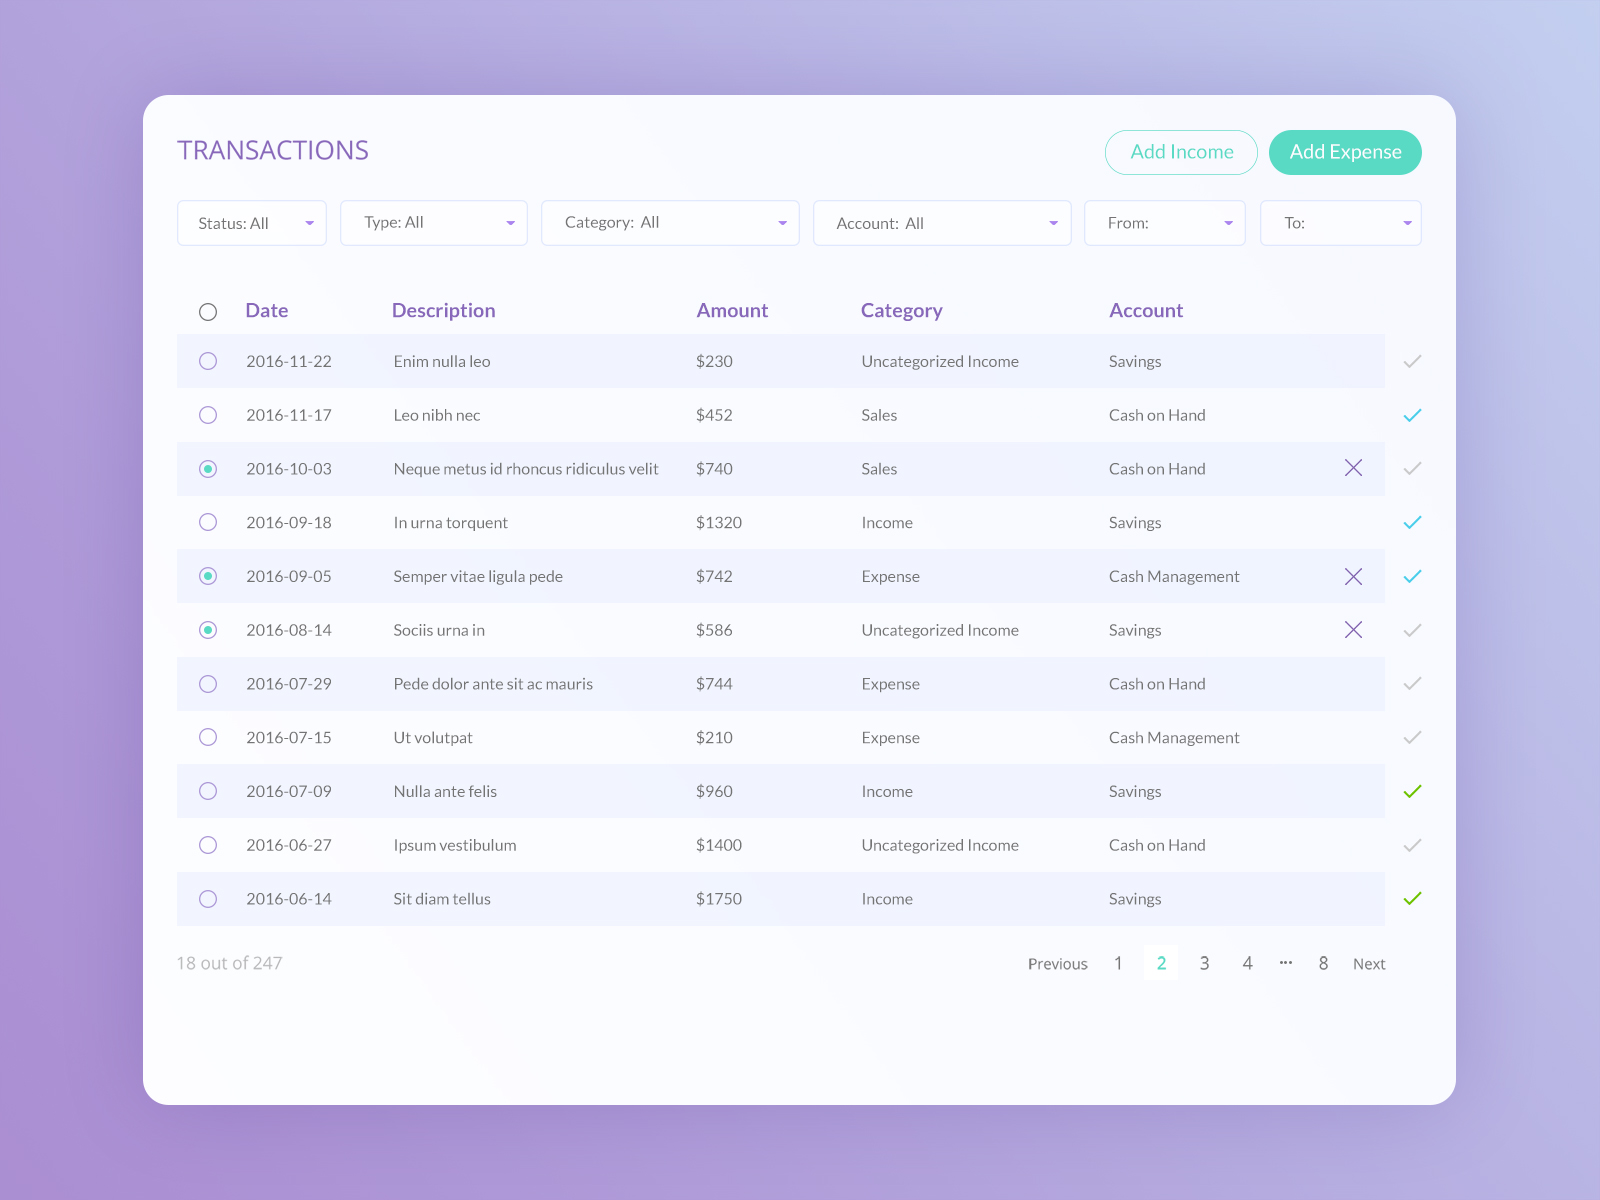 TRANSACTIONS
Add Income Add Expense
Status: All Type: All Category: All Account: All From: To:
Date Description Amount Category Account
2016-11-22 Enim nulla leo $230 Uncategorized Income Savings
2016-11-17 Leo nibh nec $452 Sales Cash on Hand
2016-10-03 Neque metus id rhoncus ridiculus velit $740 Sales Cash on Hand
2016-09-18 In urna torquent $1320 Income Savings
2016-09-05 Semper vitae ligula pede $742 Expense Cash Management
2016-08-14 Sociis urna in $586 Uncategorized Income Savings
2016-07-29 Pede dolor ante sit ac mauris $744 Expense Cash on Hand
2016-07-15 Ut volutpat $210 Expense Cash Management
2016-07-09 Nulla ante felis $960 Income Savings
2016-06-27 Ipsum vestibulum $1400 Uncategorized Income Cash on Hand
2016-06-14 Sit diam tellus $1750 Income Savings
18 out of 247 Previous 1 2 3 4 ... 8 Next